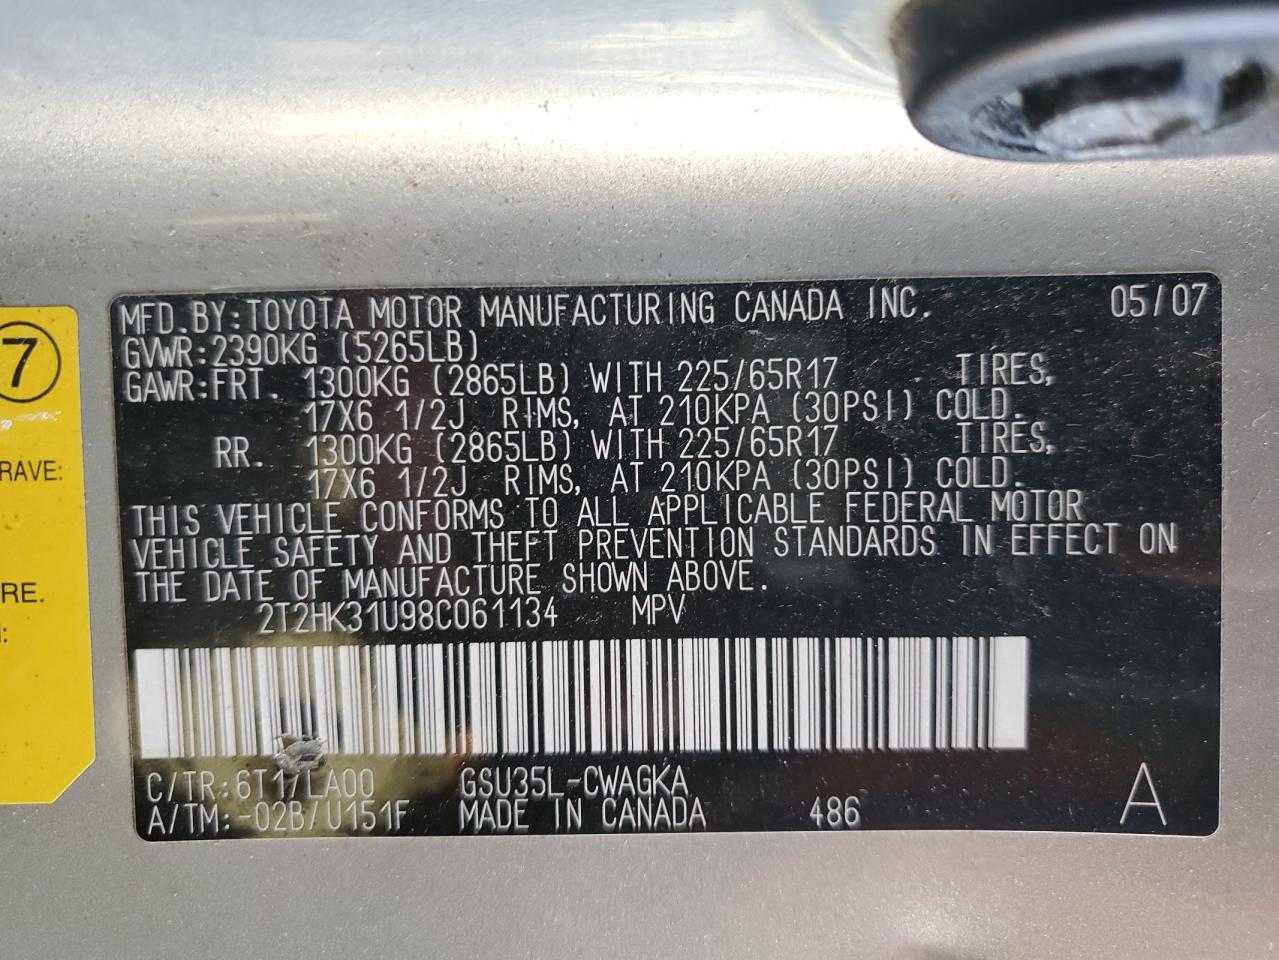 MFD.BY:TOYOTA MOTOR MANUFACTURING CANADA INC. 05/07
GVWR:2390KG (5265LB)
GAWR:FRT. 1300KG (2865LB) WITH 225/65R17 TIRES,
17X6 1/2J RIMS, AT 210KPA (30PSI) COLD.
RR. 1300KG (2865LB) WITH 225/65R17 TIRES,
17X6 1/2J RIMS, AT 210KPA (30PSI) COLD.
THIS VEHICLE CONFORMS TO ALL APPLICABLE FEDERAL MOTOR
VEHICLE SAFETY AND THEFT PREVENTION STANDARDS IN EFFECT ON
THE DATE OF MANUFACTURE SHOWN ABOVE.
2T2HK31U98C061134 MPV
C/TR:6T1/LA00 GSU35L-CWAGKA
A/TM:-02B/U151F MADE IN CANADA 486 A
7
RAVE:
RE.